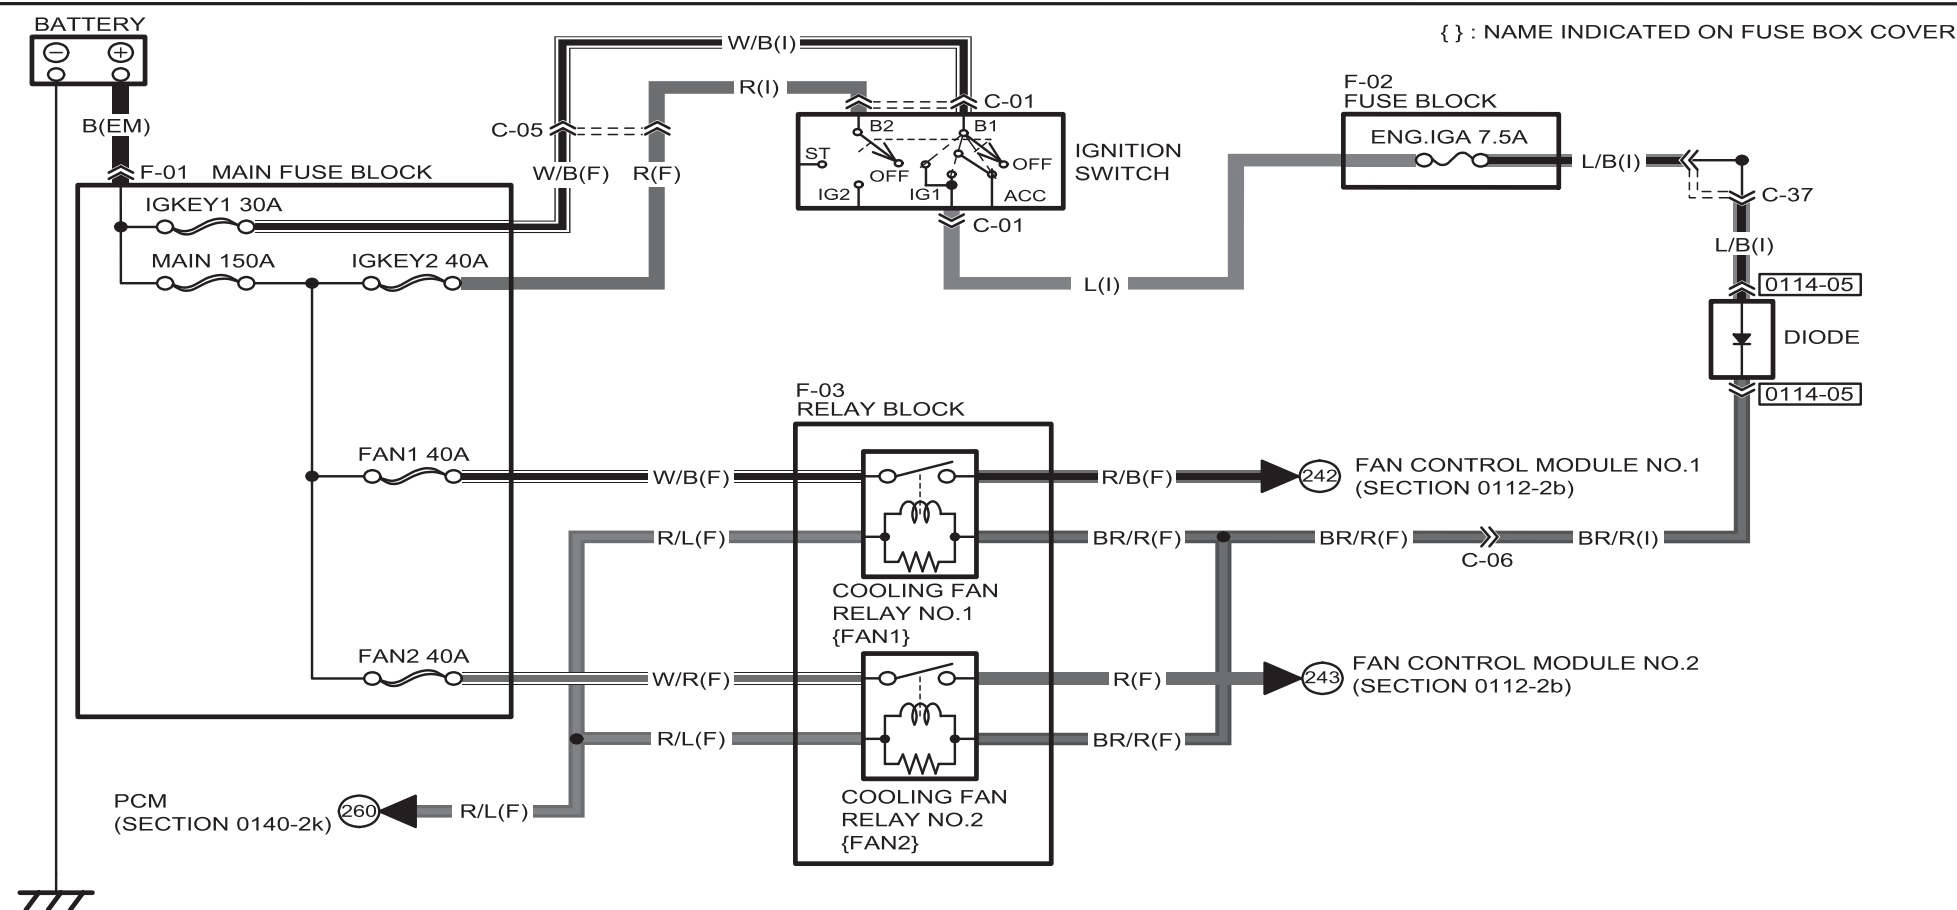 BATTERY
{ } : NAME INDICATED ON FUSE BOX COVER
W/B(I)
R(I)
C-01
F-02
FUSE BLOCK
B(EM)
C-05
B2
B1
ENG.IGA 7.5A
ST
OFF
OFF
IGNITION
SWITCH
L/B(I)
F-01
MAIN FUSE BLOCK
W/B(F)
R(F)
IG2
IG1
ACC
C-37
IGKEY1 30A
C-01
L/B(I)
MAIN 150A
IGKEY2 40A
L(I)
0114-05
DIODE
F-03
RELAY BLOCK
0114-05
FAN1 40A
W/B(F)
R/B(F)
242
FAN CONTROL MODULE NO.1
(SECTION 0112-2b)
R/L(F)
BR/R(F)
BR/R(F)
C-06
BR/R(I)
COOLING FAN
RELAY NO.1
{FAN1}
FAN2 40A
W/R(F)
R(F)
243
FAN CONTROL MODULE NO.2
(SECTION 0112-2b)
R/L(F)
BR/R(F)
PCM
(SECTION 0140-2k)
260
R/L(F)
COOLING FAN
RELAY NO.2
{FAN2}